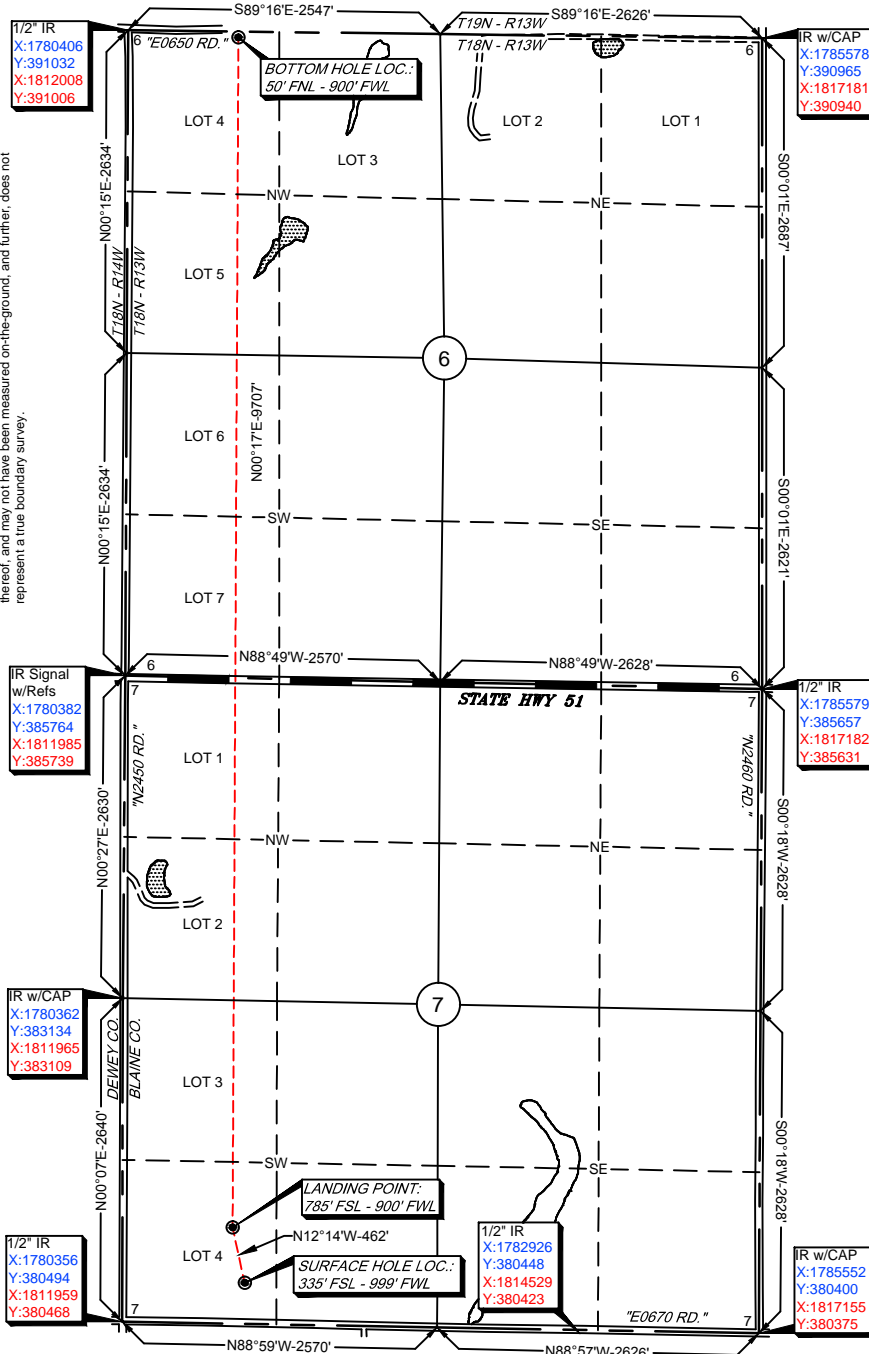 S89°16'E-2547'
S89°16'E-2626'
T19N - R13W
T18N - R13W
1/2" IR
X:1780406
Y:391032
X:1812008
Y:391006
6
"E0650 RD."
6
IR w/CAP
X:1785578
Y:390965
X:1817181
Y:390940
BOTTOM HOLE LOC.:
50' FNL - 900' FWL
LOT 4
LOT 3
LOT 2
LOT 1
thereof, and may not have been measured on-the-ground, and further, does not
represent a true boundary survey.
N00°15'E-2634'
S00°01'E-2687'
NW
NE
T18N - R14W
T18N - R13W
LOT 5
6
LOT 6
N00°17'E-9707'
N00°15'E-2634'
S00°01'E-2621'
SW
SE
LOT 7
N88°49'W-2570'
N88°49'W-2628'
6
6
IR Signal
w/Refs
X:1780382
Y:385764
X:1811985
Y:385739
7
STATE HWY 51
7
1/2" IR
X:1785579
Y:385657
X:1817182
Y:385631
"N2450 RD."
"N2460 RD."
LOT 1
N00°27'E-2630'
S00°18'W-2628'
NW
NE
LOT 2
IR w/CAP
X:1780362
Y:383134
X:1811965
Y:383109
7
DEWEY CO.
BLAINE CO.
LOT 3
N00°07'E-2640'
S00°18'W-2628'
SW
SE
LANDING POINT:
785' FSL - 900' FWL
N12°14'W-462'
LOT 4
SURFACE HOLE LOC.:
335' FSL - 999' FWL
1/2" IR
X:1782926
Y:380448
X:1814529
Y:380423
1/2" IR
X:1780356
Y:380494
X:1811959
Y:380468
IR w/CAP
X:1785552
Y:380400
X:1817155
Y:380375
7
"E0670 RD."
7
N88°59'W-2570'
N88°57'W-2626'